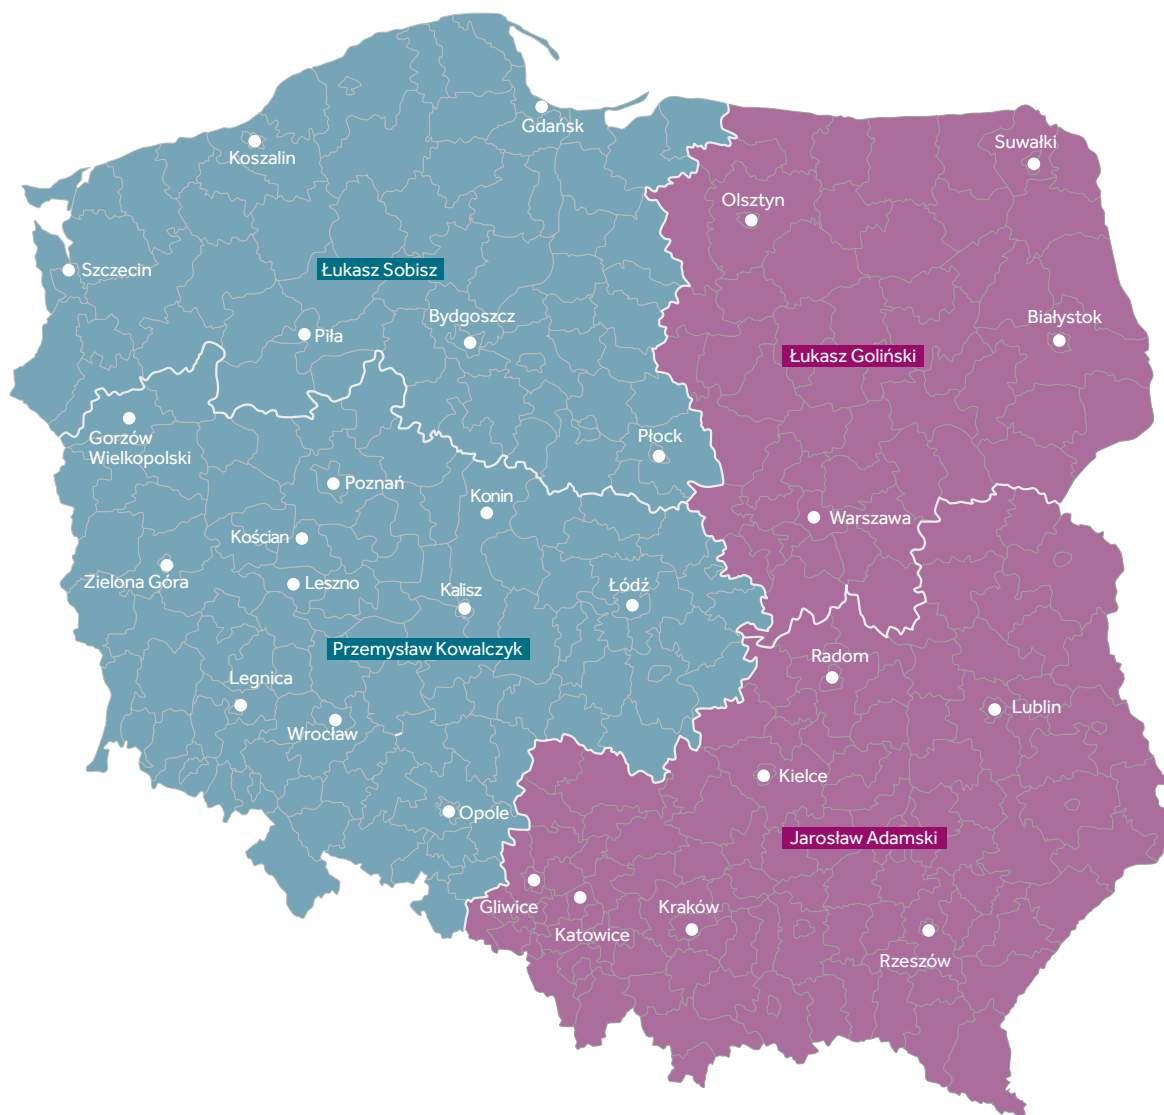 Gdańsk
Koszalin
Suwałki
Olsztyn
Szczecin
Łukasz Sobisz
Bydgoszcz
Białystok
Piła
Łukasz Goliński
Gorzów
Wielkopolski
Płock
Poznań
Konin
Warszawa
Kościan
Zielona Góra
Leszno
Kalisz
Łódź
Przemysław Kowalczyk
Radom
Legnica
Lublin
Wrocław
Kielce
Opole
Jarosław Adamski
Gliwice
Kraków
Katowice
Rzeszów